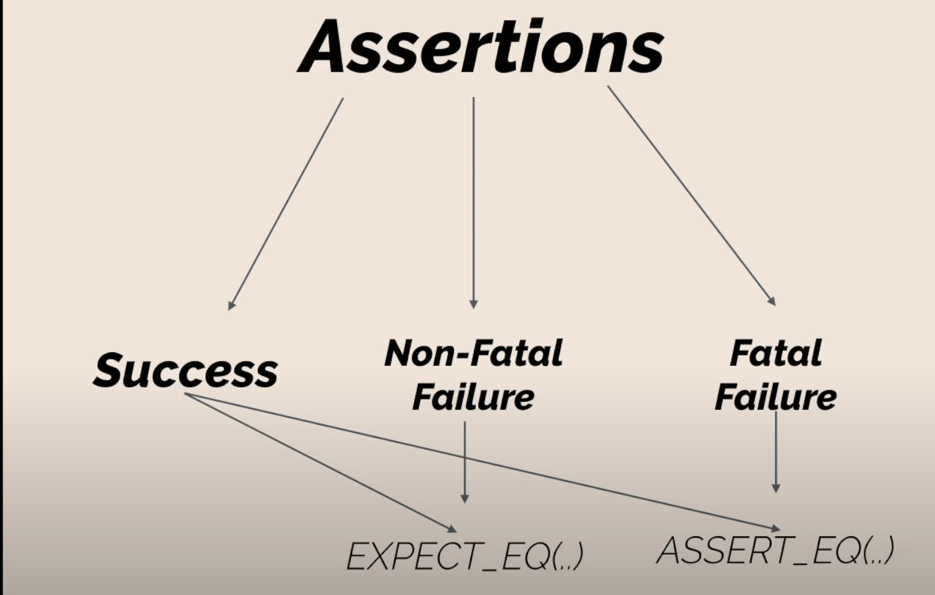 Assertions
Success
Non-Fatal
Failure
Fatal
Failure
EXPECT_EQ(..)
ASSERT_EQ(..)